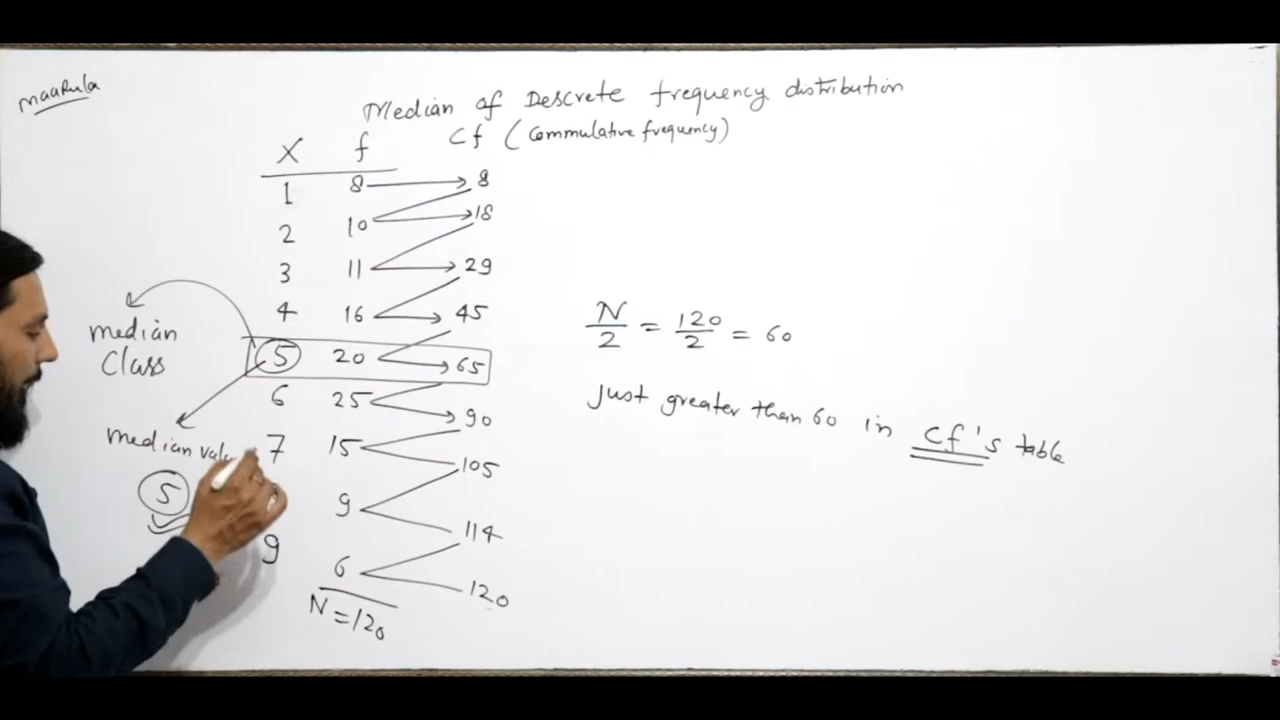 maarula
Median of Descrete frequency distribution
X f Cf (Commulative frequency)
1 8 8
2 10 18
3 11 29
4 16 45
5 20 65
6 25 90
7 15 105
9 114
9 6 120
N = 120
median
Class
median
5
N/2 = 120/2 = 60
Just greater than 60 in Cf's table